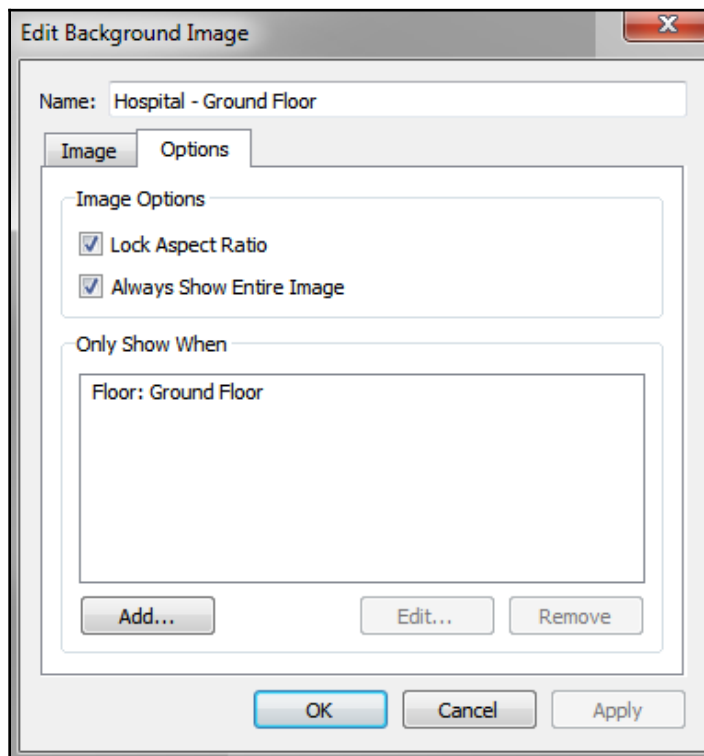 Edit Background Image
Name: Hospital - Ground Floor
Image Options
Image Options
Lock Aspect Ratio
Always Show Entire Image
Only Show When
Floor: Ground Floor
Add... Edit... Remove
OK Cancel Apply